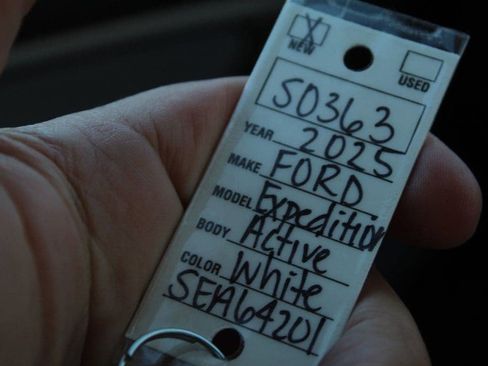 NEW USED
S0363
YEAR 2025
MAKE FORD
MODEL Expedition
BODY Active
COLOR White
SEA64201